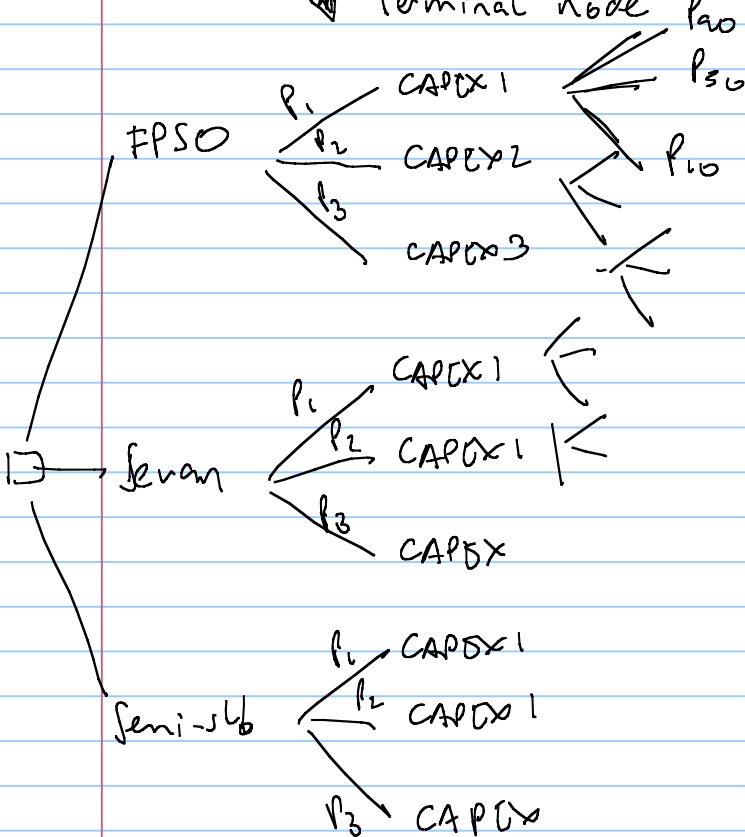 Terminal node
P90
CAPEX 1
P50
P1
FPSO
P2
CAPEX2
P10
P3
CAPEX3
CAPEX 1
P1
P2
CAPEX 1
D
Sevan
P3
CAPEX
P1
CAPEX 1
P2
CAPEX 1
Semi-sub
P3
CAPEX